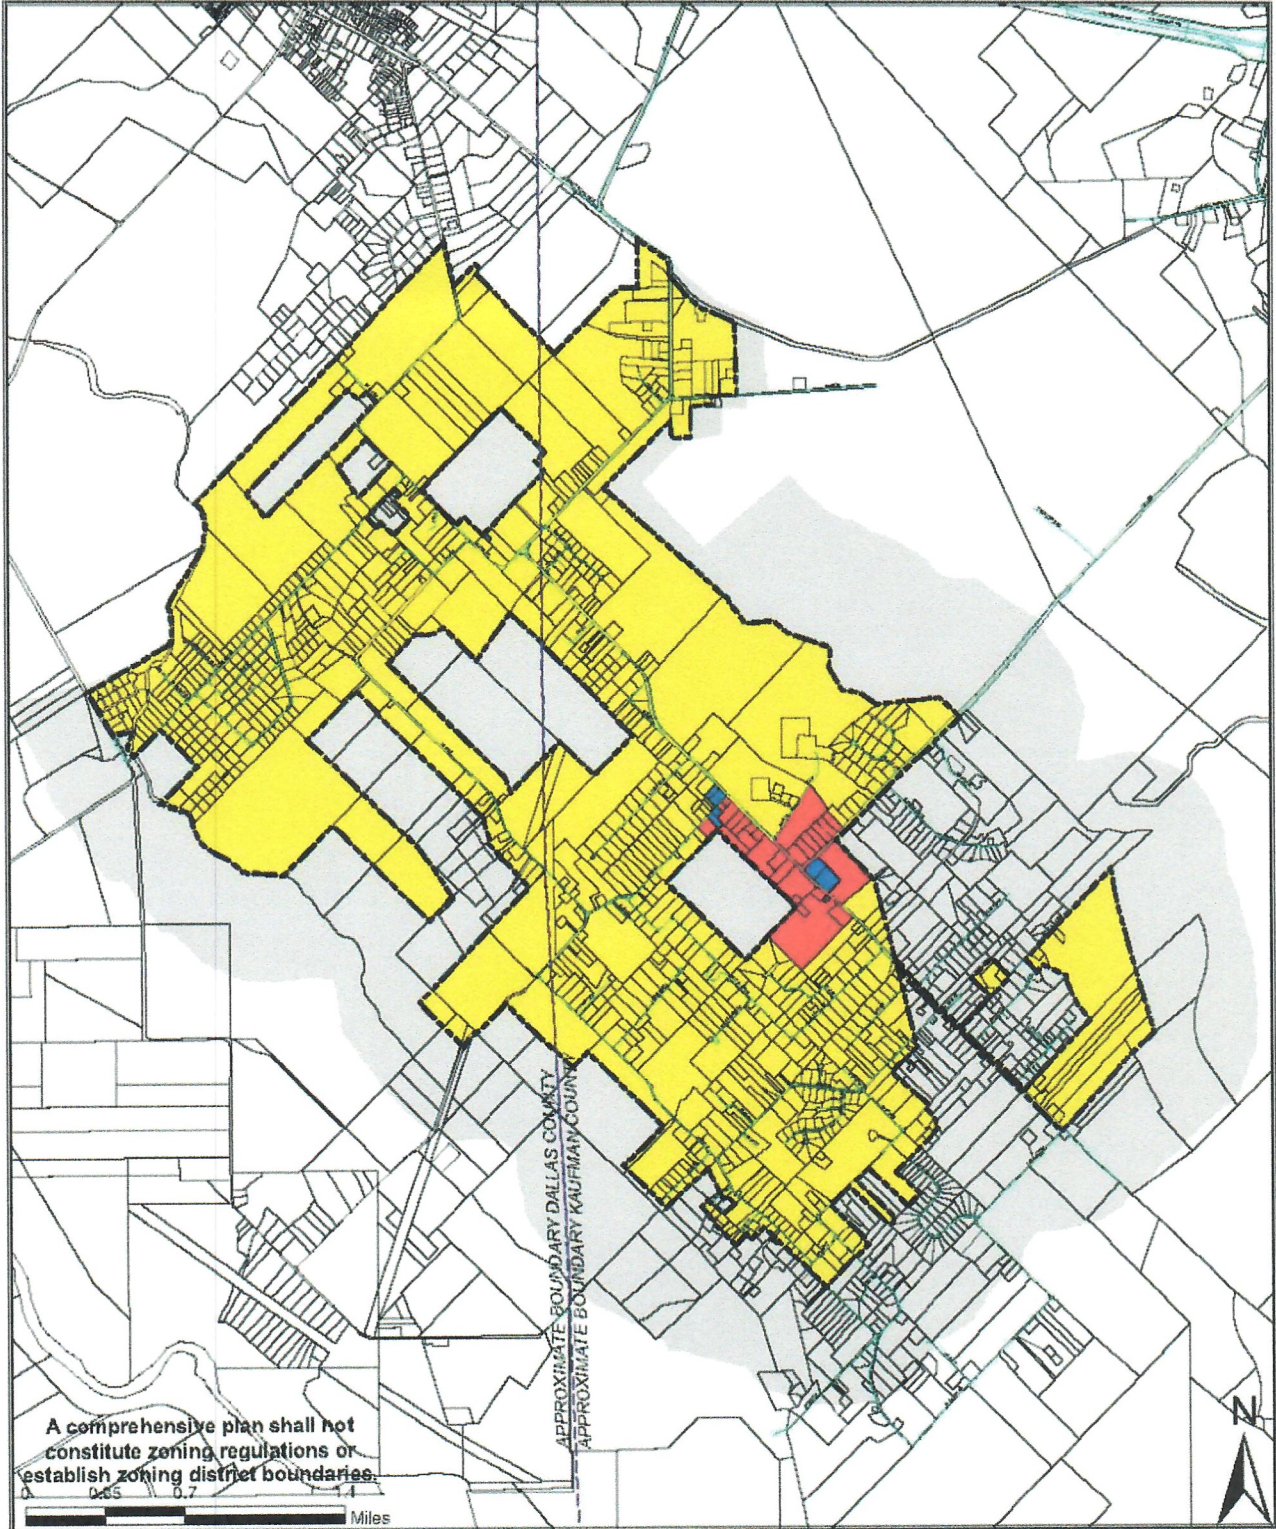 APPROXIMATE BOUNDARY DALLAS COUNTY
APPROXIMATE BOUNDARY KAUFMAN COUNTY
N
A comprehensive plan shall not
constitute zoning regulations or
establish zoning district boundaries.
0 0.35 0.7 1.4
Miles